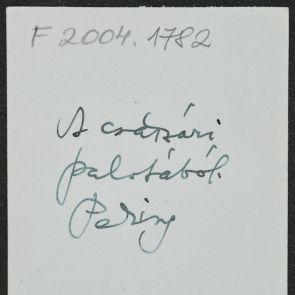 F 2004.1782
A császári
palotából.
Peking